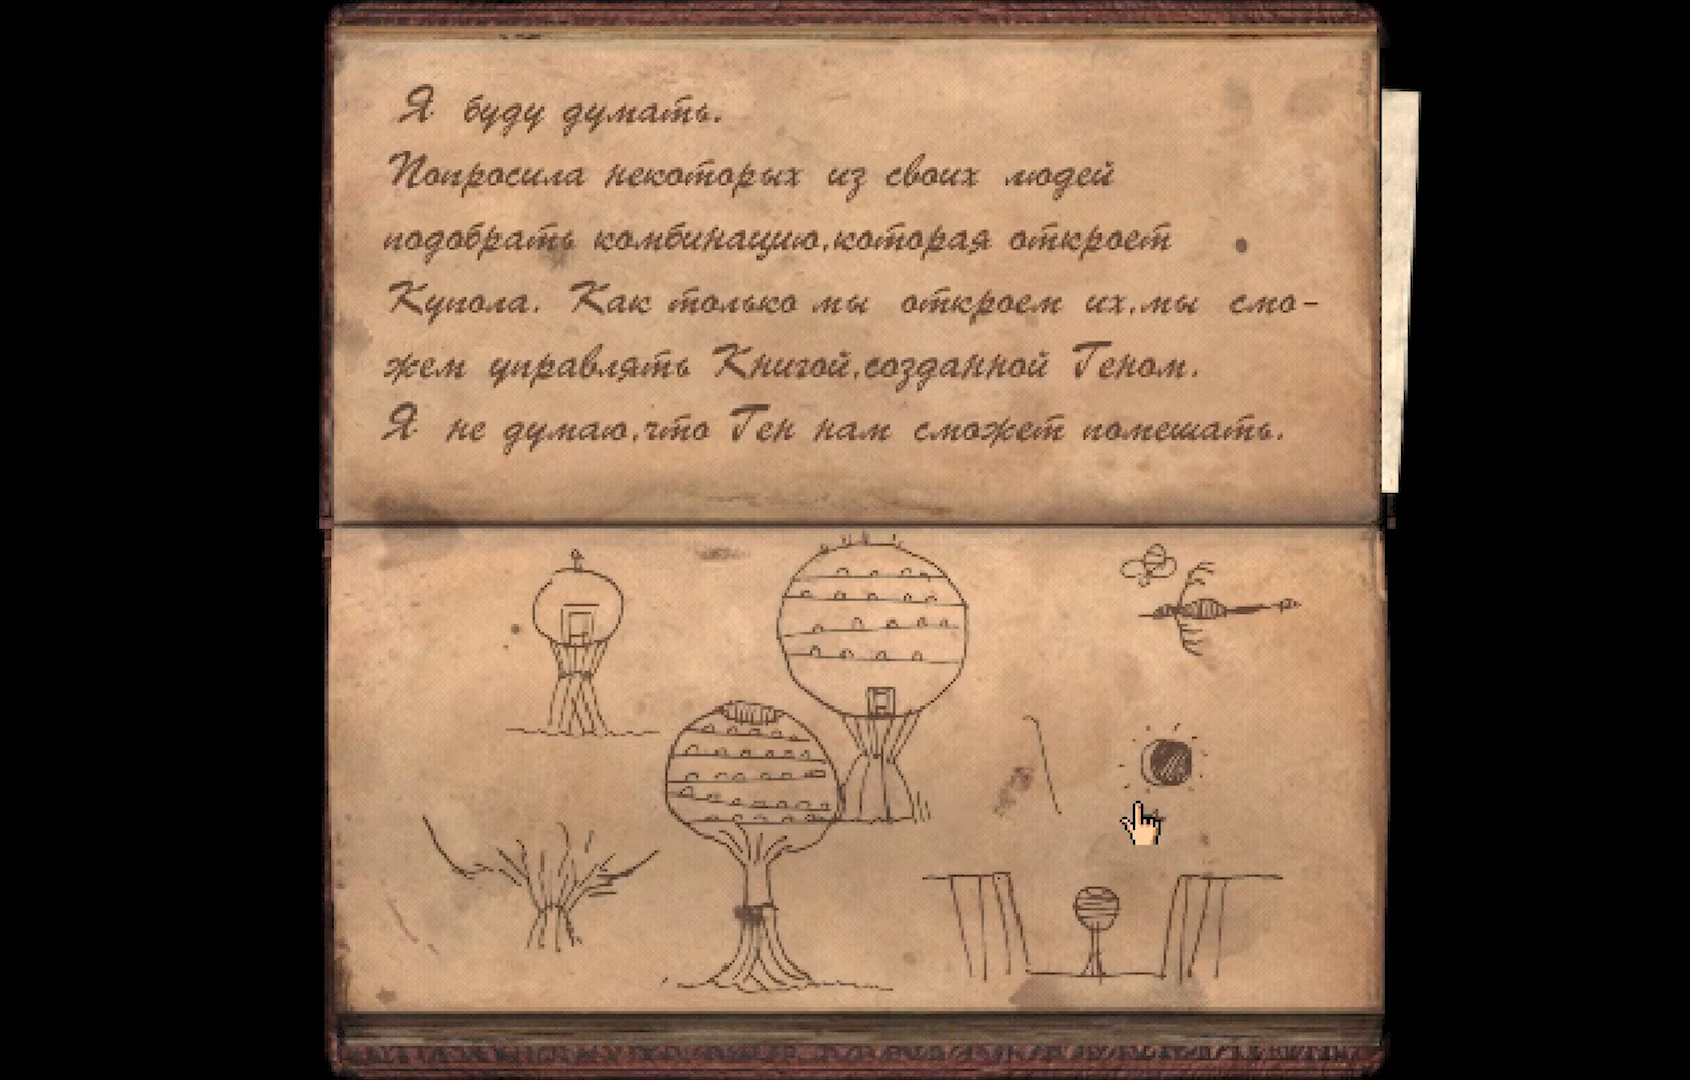 Я буду думать.
Попросила некоторых из своих людей
подобрать комбинацию,которая откроет
Купола. Как только мы откроем их,мы смо-
жем управлять Книгой,созданной Геном.
Я не думаю,что Ген нам сможет помешать.